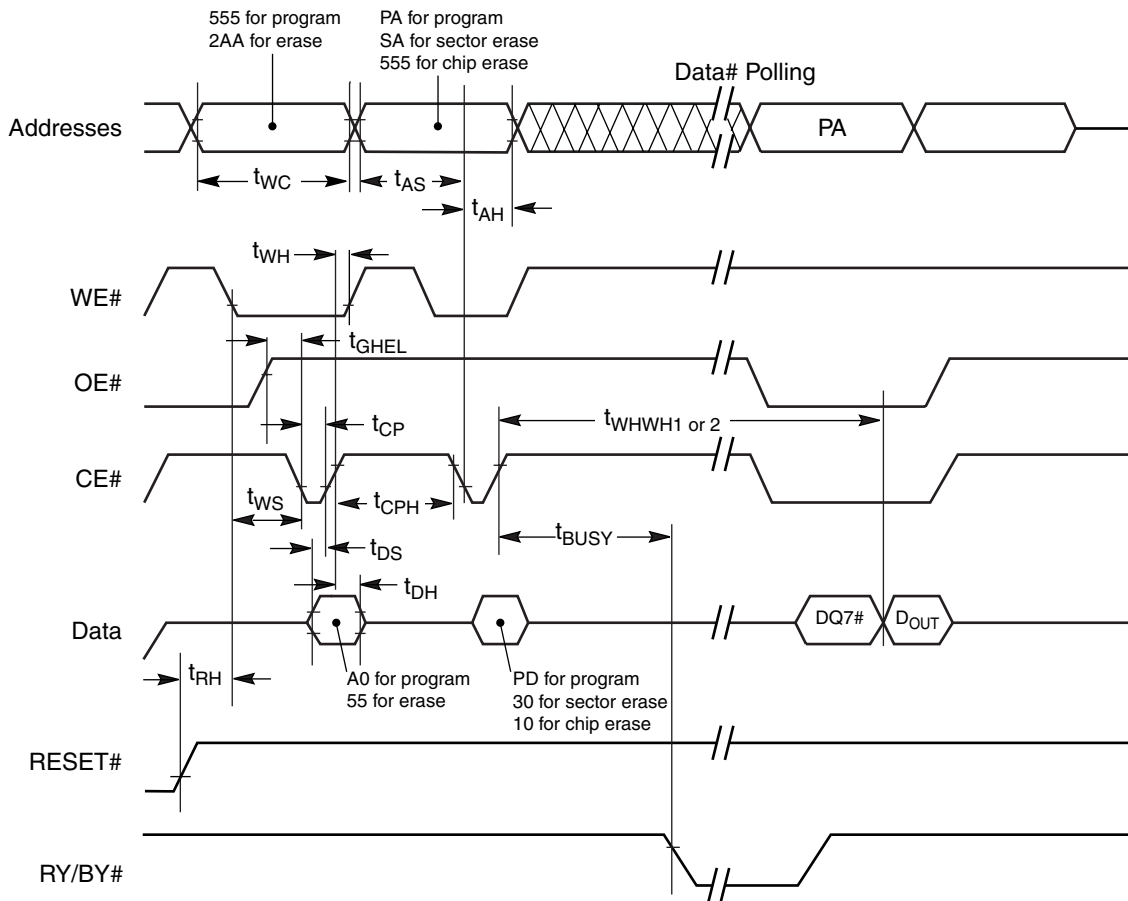 555 for program
2AA for erase
PA for program
SA for sector erase
555 for chip erase
Data# Polling
Addresses
PA
tWC
tAS
tAH
tWH
WE#
tGHEL
OE#
tWHWH1 or 2
tCP
CE#
tWS
tCPH
tBUSY
tDS
tDH
Data
DQ7#
DOUT
tRH
A0 for program
55 for erase
PD for program
30 for sector erase
10 for chip erase
RESET#
RY/BY#